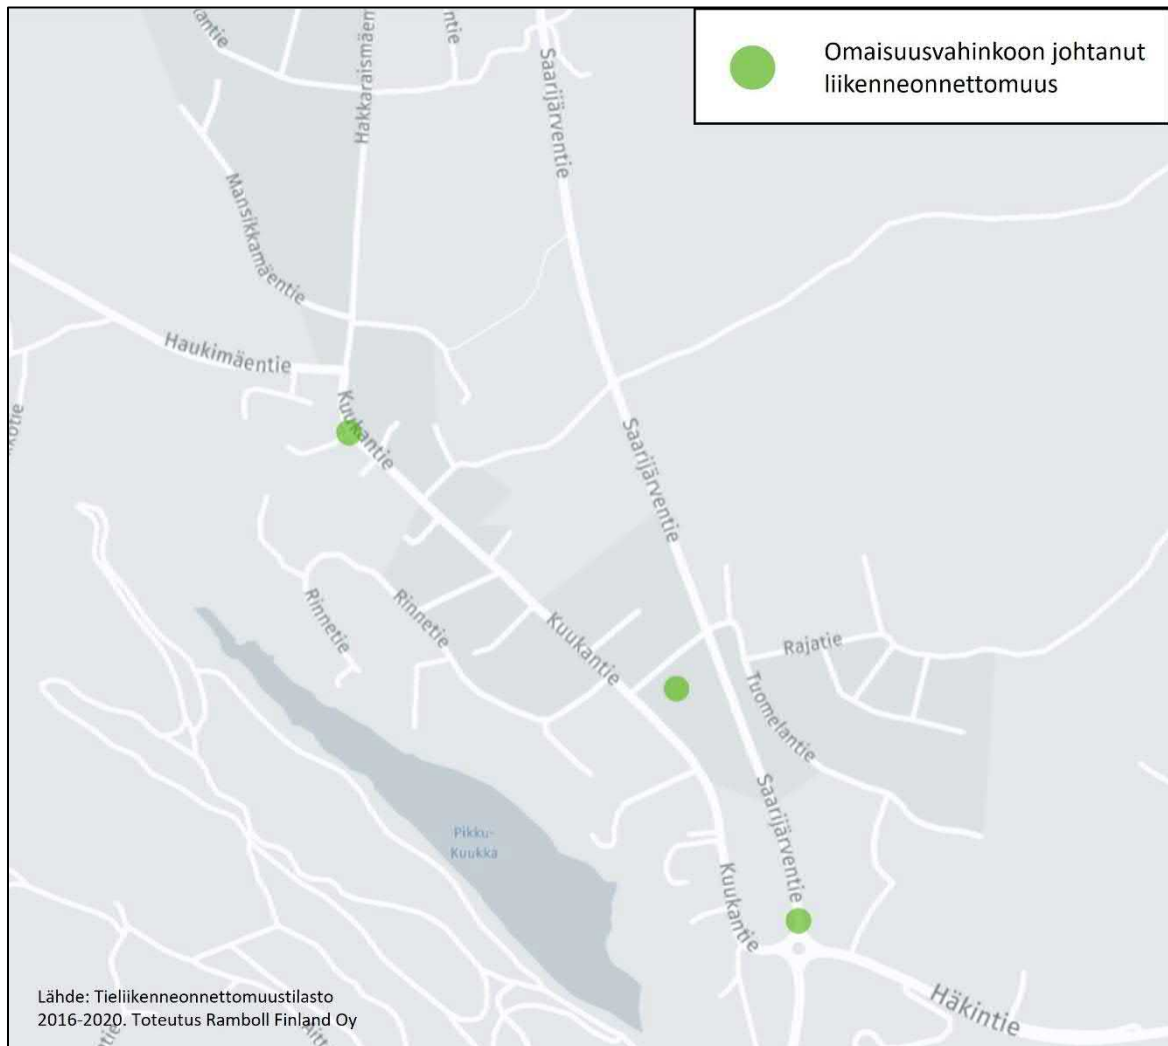 Omaisuusvahinkoon johtanut
liikenneonnettomuus
Saarijärventie
Hakkaraismäen
Mansikkamäentie
Haukimäentie
Kuukantie
Saarijärventie
Rinnetie
Rinnetie
Kuukantie
Rajatie
Tuomelantie
Saarijärventie
Pikku-
Kuukka
Kuukantie
Häkintie
Lähde: Tieliikenneonnettomuustilasto
2016-2020. Toteutus Ramboll Finland Oy